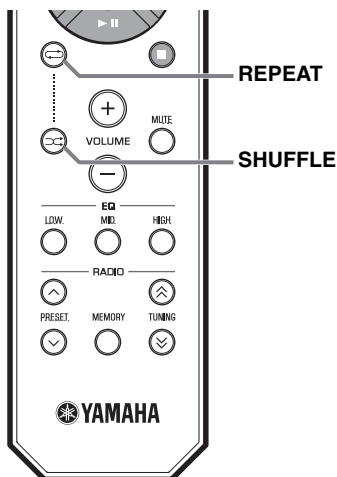 REPEAT
MUTE
VOLUME
SHUFFLE
EQ
LOW MID HIGH
RADIO
PRESET MEMORY TUNING
YAMAHA